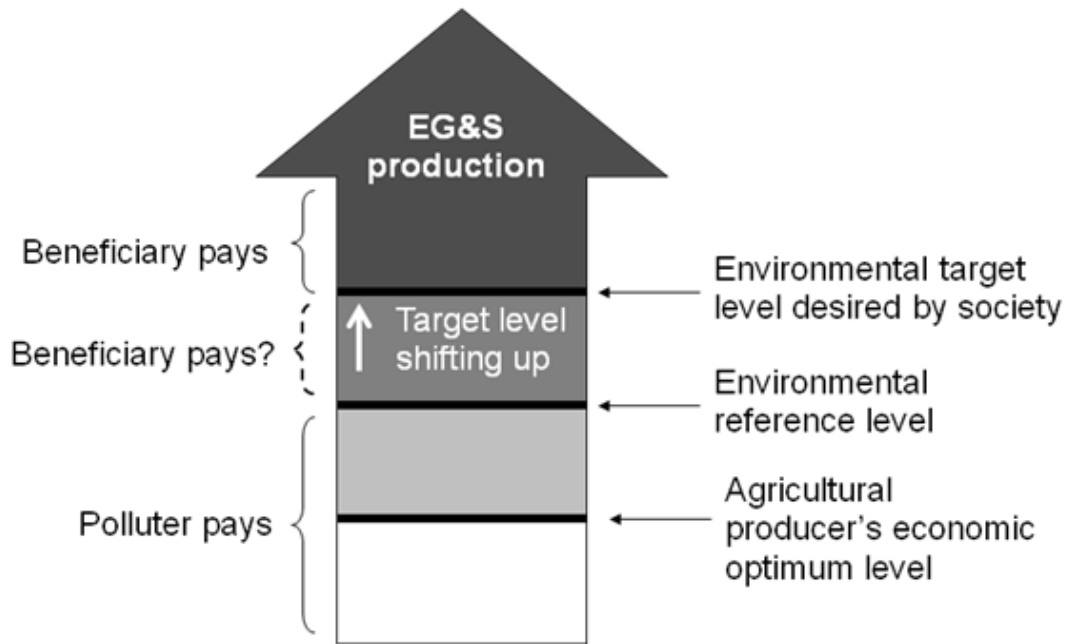 EG&S
production
Beneficiary pays
Target level
shifting up
Beneficiary pays?
Polluter pays
Environmental target
level desired by society
Environmental
reference level
Agricultural
producer’s economic
optimum level